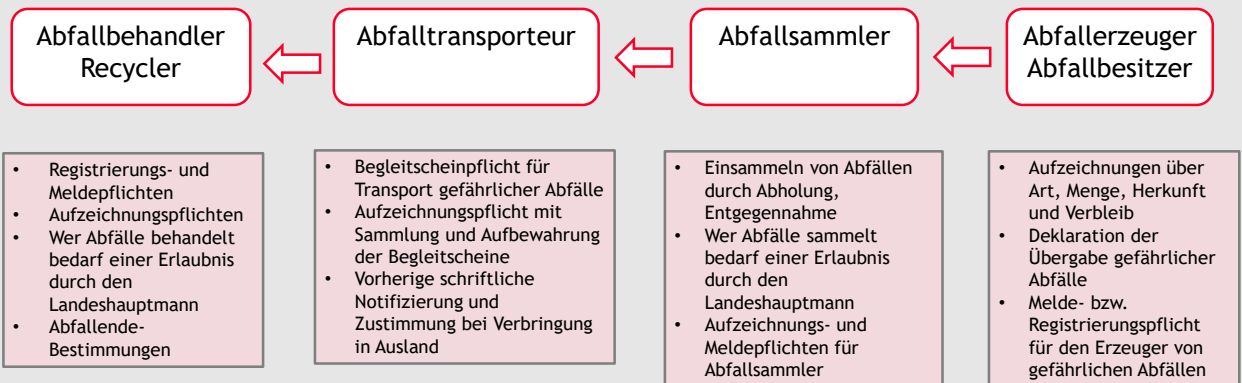 Abfallbehandler
Recycler
Abfalltransporteur
Abfallsammler
Abfallerzeuger
Abfallbesitzer
• Registrierungs- und
Meldepflichten
• Aufzeichnungspflichten
• Wer Abfälle behandelt
bedarf einer Erlaubnis
durch den
Landeshauptmann
• Abfallende-
Bestimmungen
• Begleitscheinpflicht für
Transport gefährlicher Abfälle
• Aufzeichnungspflicht mit
Sammlung und Aufbewahrung
der Begleitscheine
• Vorherige schriftliche
Notifizierung und
Zustimmung bei Verbringung
in Ausland
• Einsammeln von Abfällen
durch Abholung,
Entgegennahme
• Wer Abfälle sammelt
bedarf einer Erlaubnis
durch den
Landeshauptmann
• Aufzeichnungs- und
Meldepflichten für
Abfallsammler
• Aufzeichnungen über
Art, Menge, Herkunft
und Verbleib
• Deklaration der
Übergabe gefährlicher
Abfälle
• Melde- bzw.
Registrierungspflicht
für den Erzeuger von
gefährlichen Abfällen